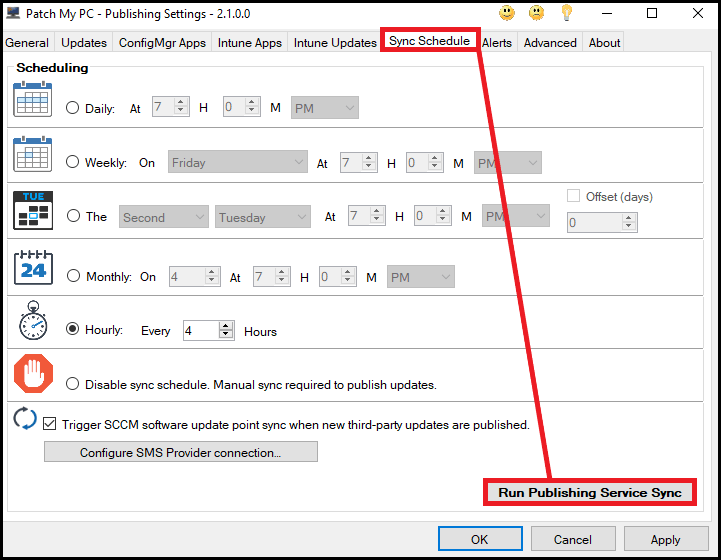 Patch My PC - Publishing Settings - 2.1.0.0
General Updates ConfigMgr Apps Intune Apps Intune Updates Sync Schedule Alerts Advanced About
Scheduling
Daily: At 7 H 0 M PM
Weekly: On Friday At 7 H 0 M PM
TUE The Second Tuesday At 7 H 0 M PM Offset (days) 0
24 Monthly: On 4 At 7 H 0 M PM
Hourly: Every 4 Hours
Disable sync schedule. Manual sync required to publish updates.
Trigger SCCM software update point sync when new third-party updates are published.
Configure SMS Provider connection...
Run Publishing Service Sync
OK Cancel Apply